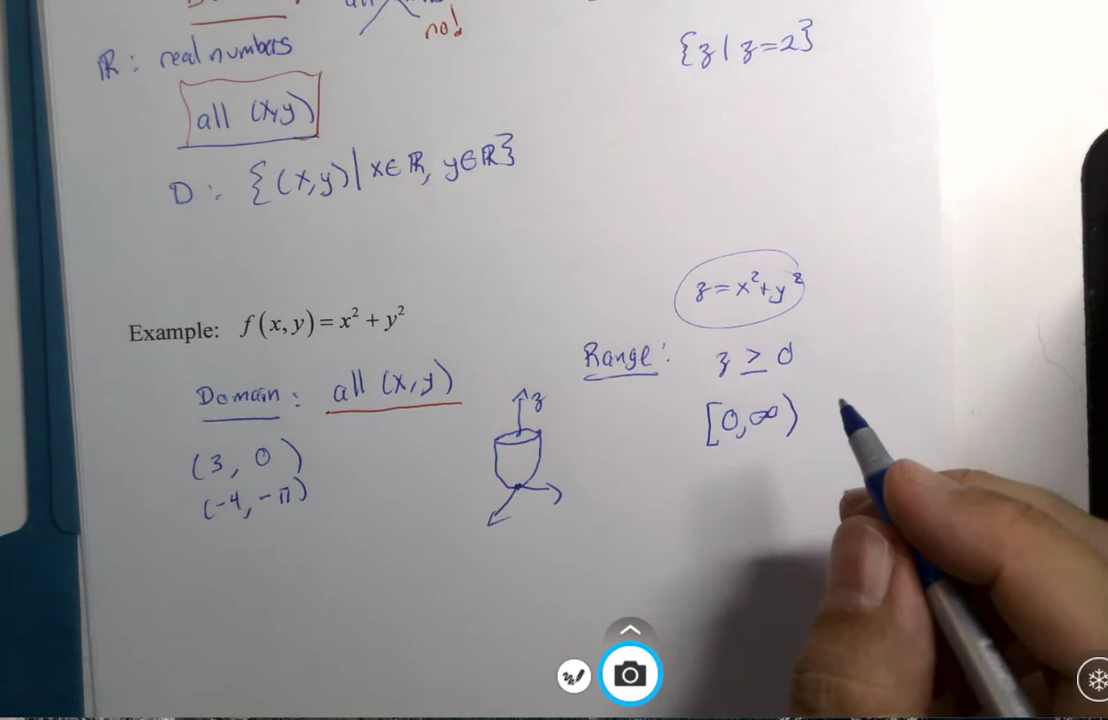 no!
ℝ: real numbers
{z | z=2}
all (x,y)
D: {(x,y) | x∈ℝ, y∈ℝ}
z = x²+y²
Example: f(x, y) = x² + y²
Range: z ≥ 0
Domain: all (x,y)
z
[0,∞)
(3, 0)
(-4, -π)